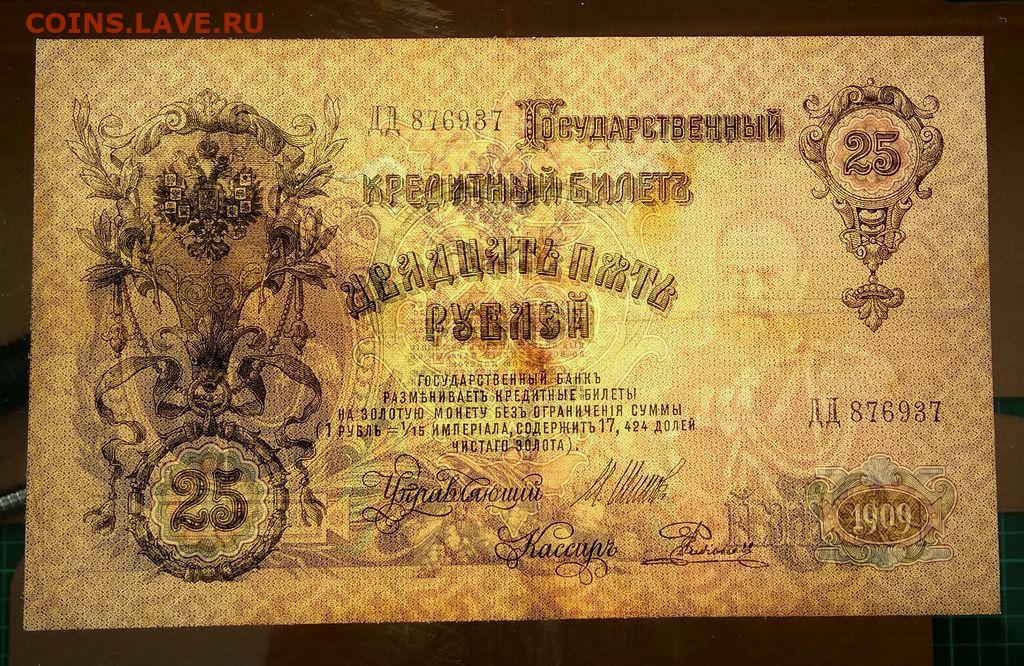 COINS.LAVE.RU
ДД 876937
Государственный
Кредитный Билетъ
Двадцать пять
рублей
25
Государственный банкъ
размѣниваетъ кредитные билеты
на золотую монету безъ ограниченія суммы
(1 рубль = 1/15 имперіала, содержитъ 17,424 долей
чистаго золота).
ДД 876937
Управляющій
Кассиръ
25
1909